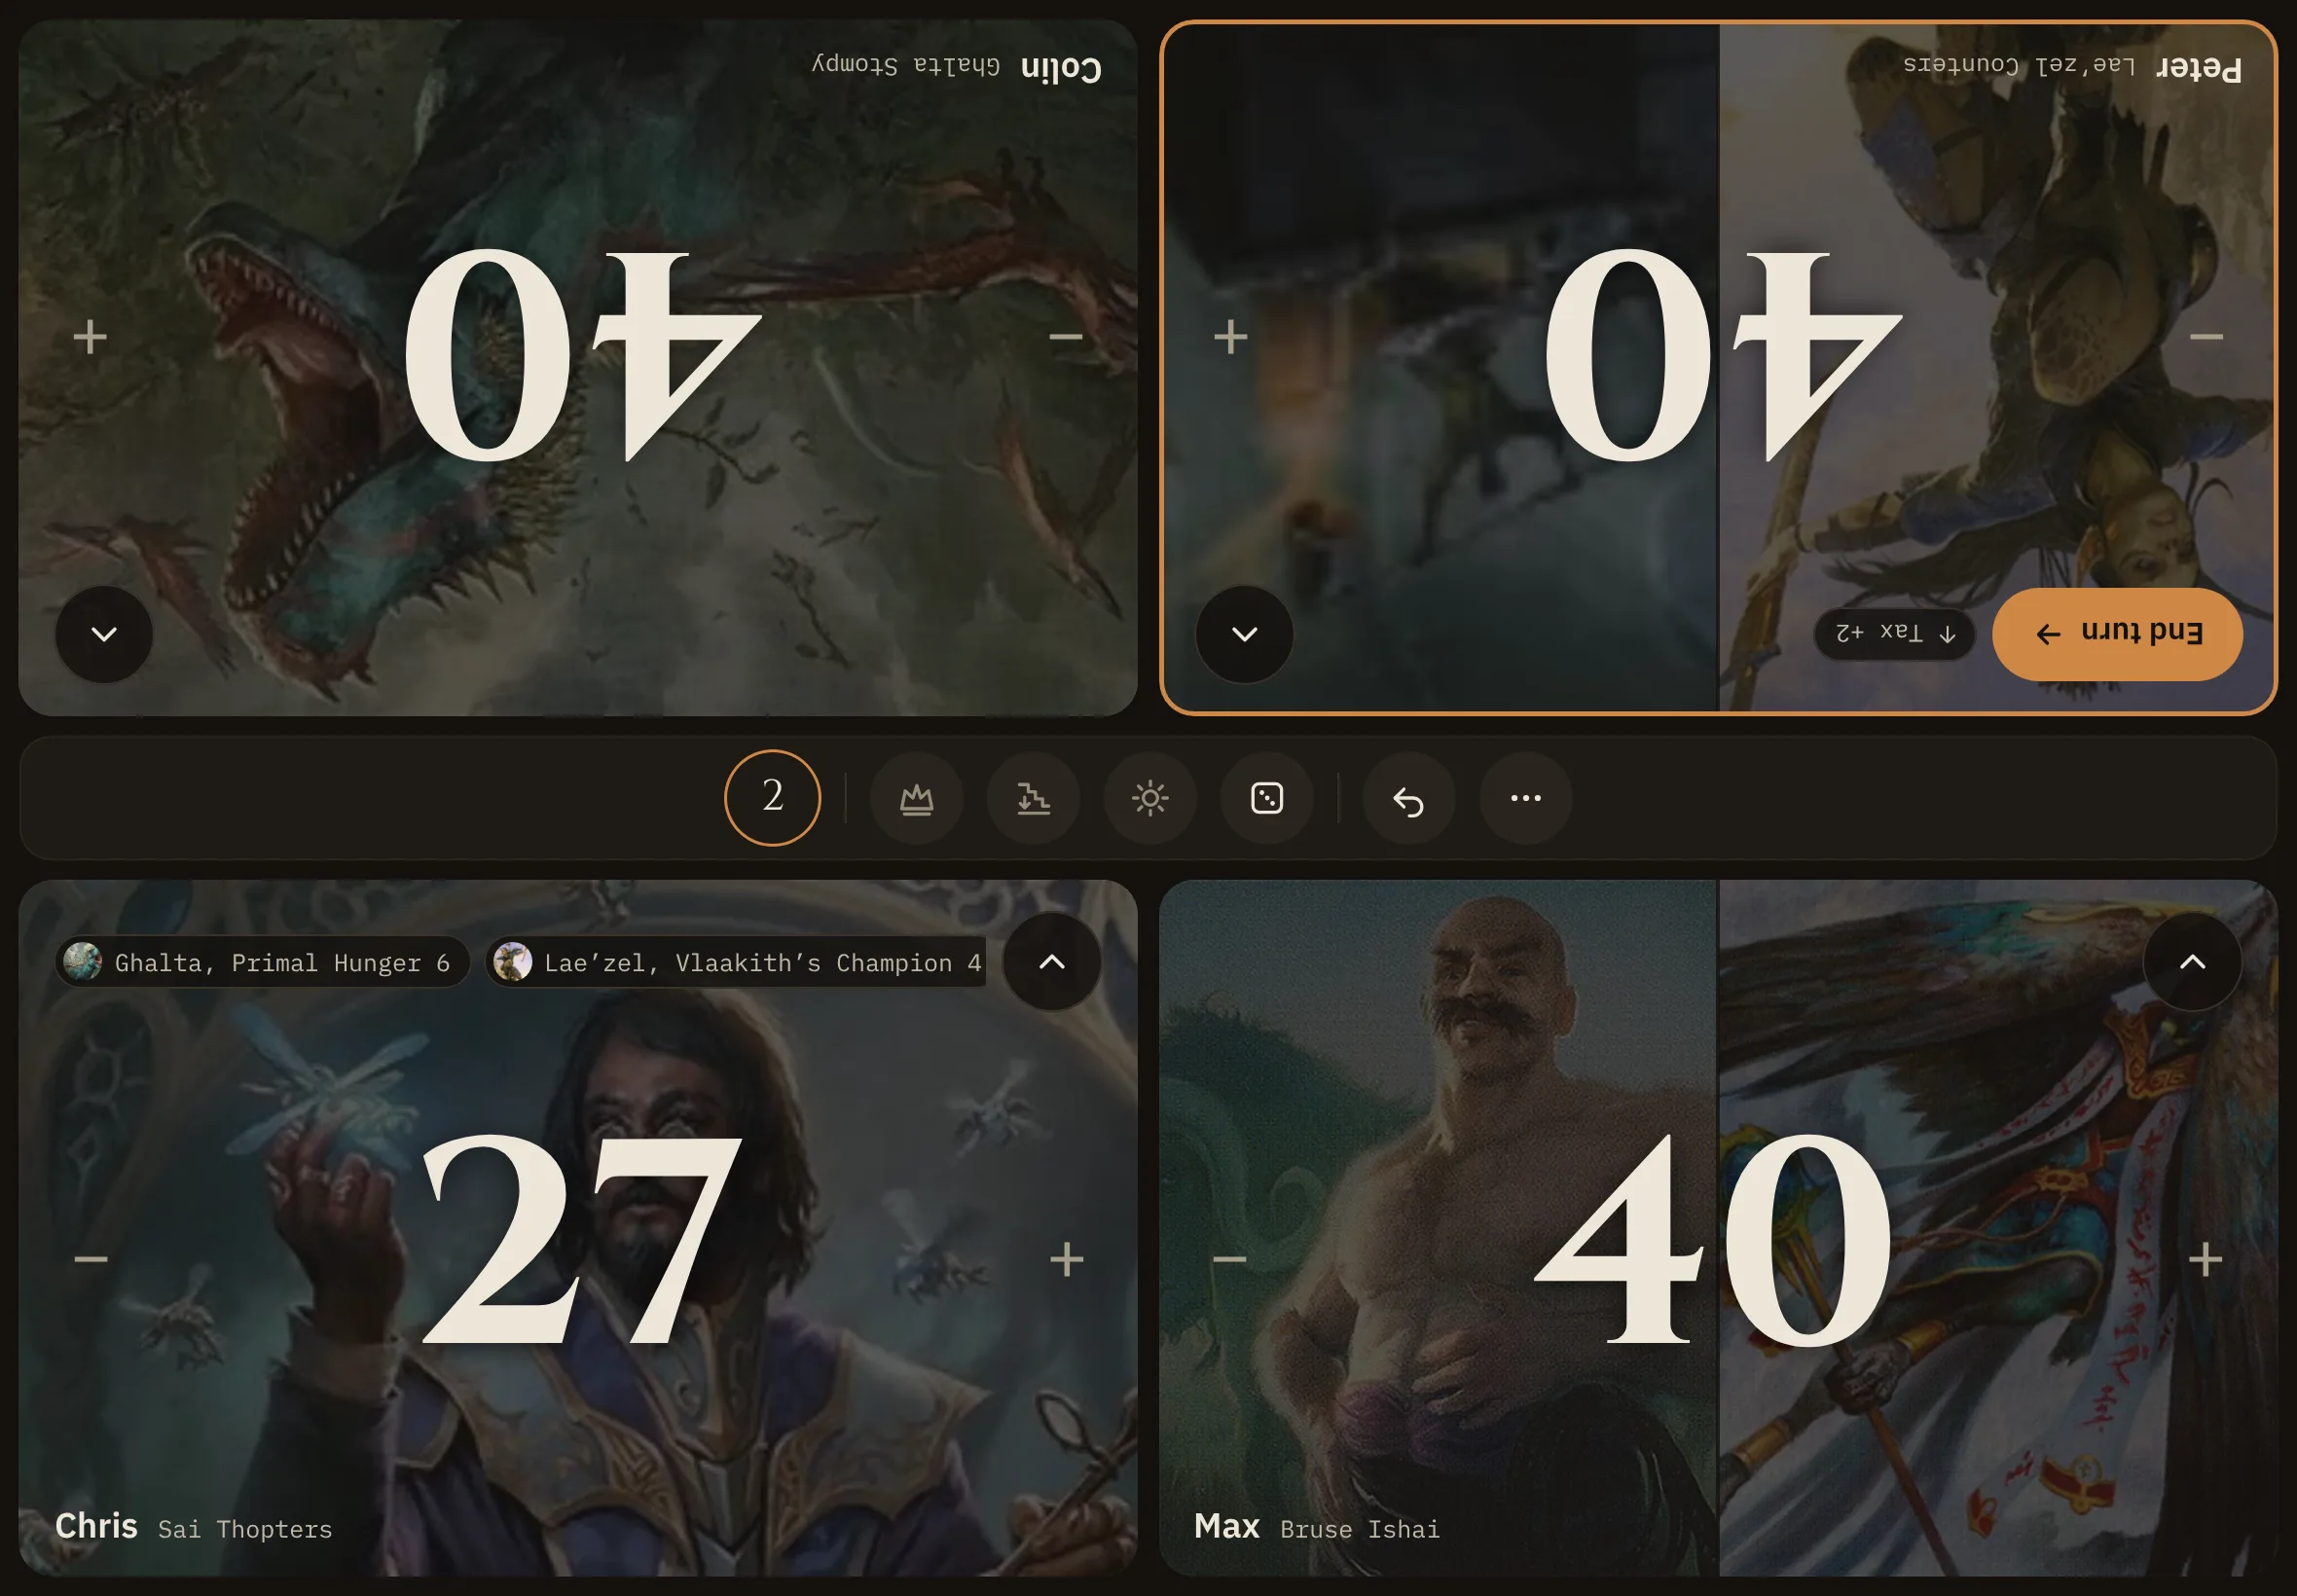 Colin Ghalta Stompy
40
Peter Lae'zel Counters
40
End turn ←
↓ Tax +2
2
Ghalta, Primal Hunger 6
Lae’zel, Vlaakith’s Champion 4
27
Chris Sai Thopters
40
Max Bruse Ishai